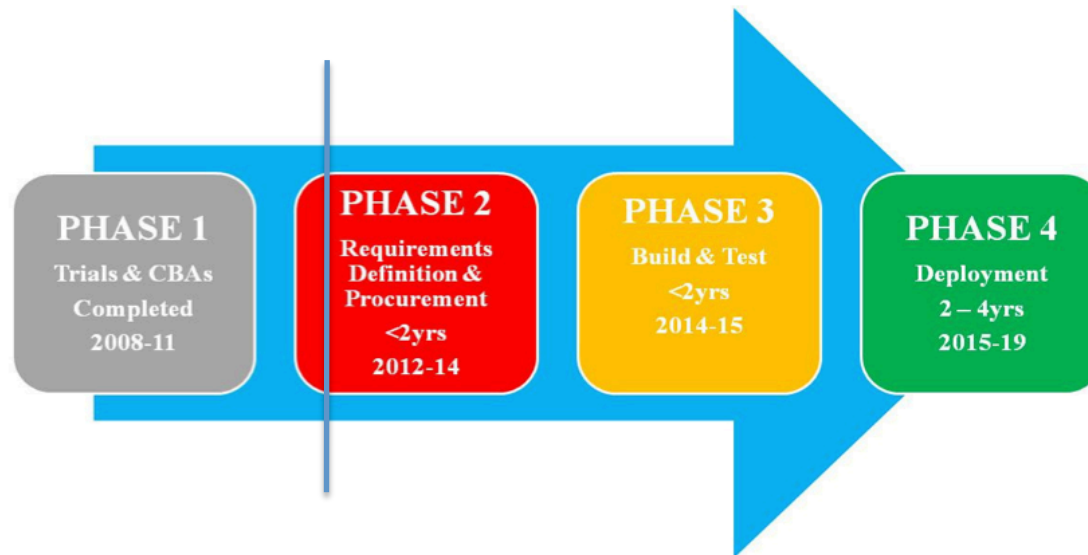 PHASE 1
Trials & CBAs
Completed
2008-11
PHASE 2
Requirements
Definition &
Procurement
<2yrs
2012-14
PHASE 3
Build & Test
<2yrs
2014-15
PHASE 4
Deployment
2 – 4yrs
2015-19